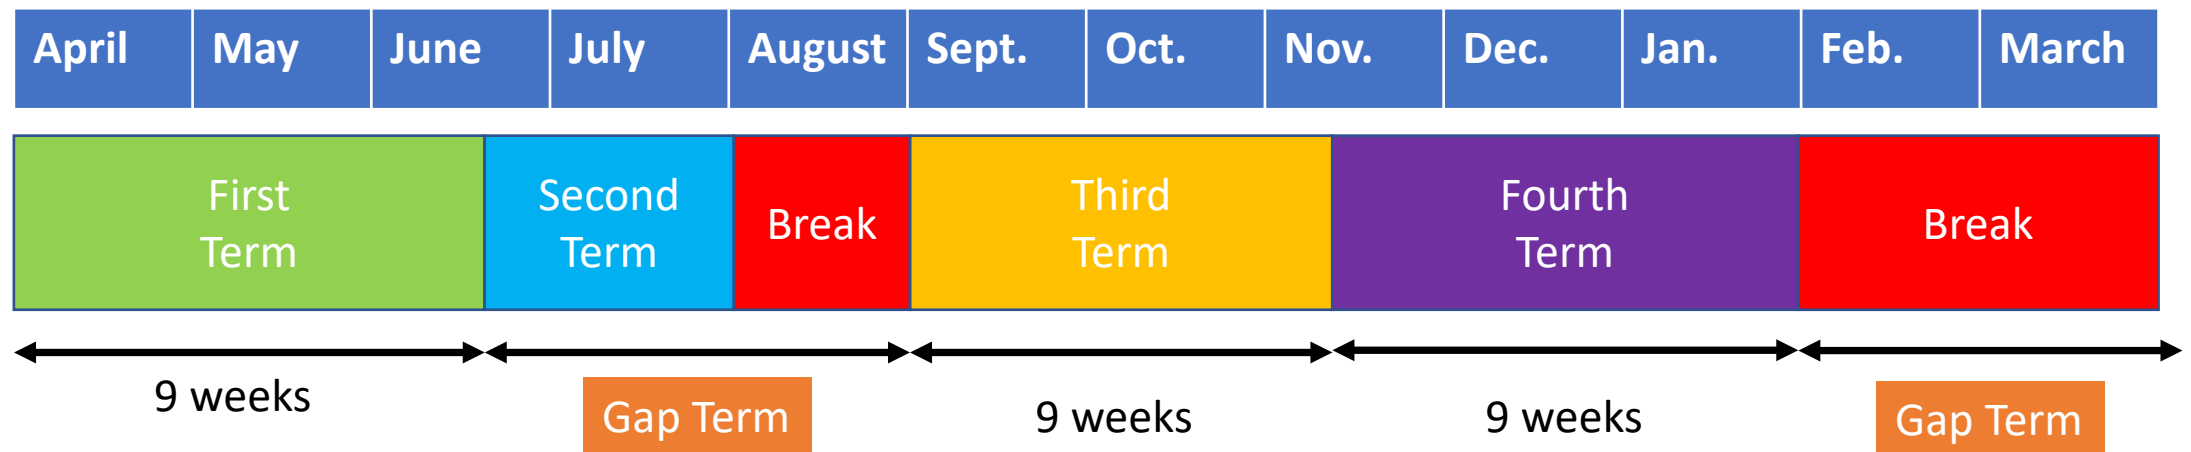 April May June July August Sept. Oct. Nov. Dec. Jan. Feb. March
First
Term
Second
Term
Break
Third
Term
Fourth
Term
Break
9 weeks
Gap Term
9 weeks
9 weeks
Gap Term